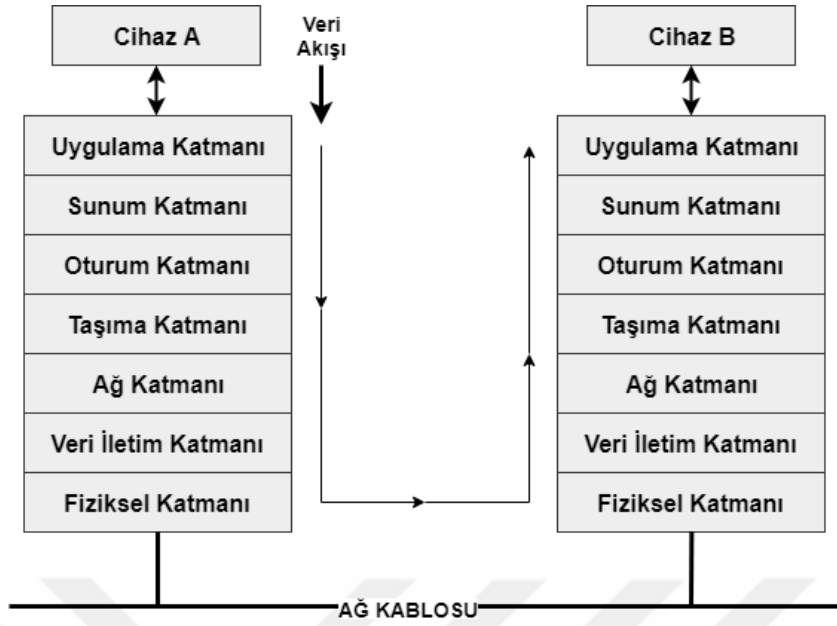 Cihaz A
Veri
Akışı
Cihaz B
Uygulama Katmanı
Sunum Katmanı
Oturum Katmanı
Taşıma Katmanı
Ağ Katmanı
Veri İletim Katmanı
Fiziksel Katmanı
Uygulama Katmanı
Sunum Katmanı
Oturum Katmanı
Taşıma Katmanı
Ağ Katmanı
Veri İletim Katmanı
Fiziksel Katmanı
AĞ KABLOSU